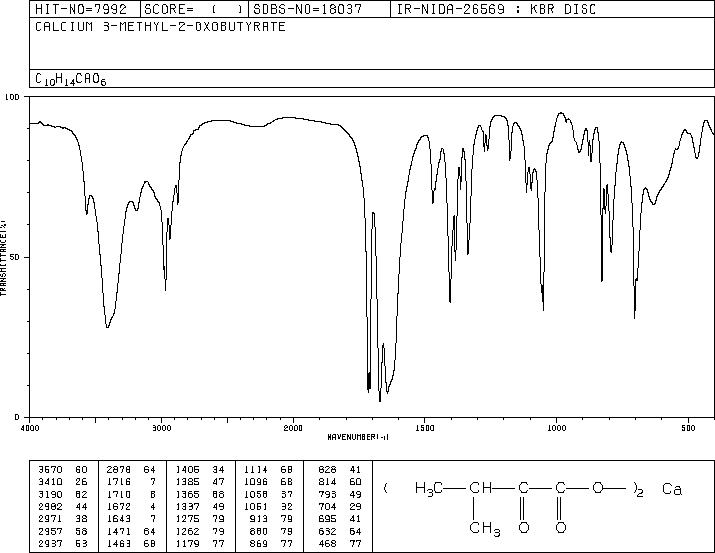 HIT-NO=7992 SCORE= ( ) SDBS-NO=18037 IR-NIDA-26569 : KBR DISC
CALCIUM 3-METHYL-2-OXOBUTYRATE
C10H14CAO6
100
50
0
TRANSMITTANCE(%)
4000 3000 2000 1500 1000 500
WAVENUMBER(-1)
3570 60 2878 64 1406 34 1114 68 828 41
3410 26 1716 7 1385 47 1096 68 814 60
3190 62 1710 8 1365 68 1058 37 793 49
2982 44 1672 4 1337 49 1051 32 704 29
2971 38 1643 7 1275 79 913 79 695 41
2957 58 1471 64 1262 79 880 79 632 64
2937 53 1463 68 1179 77 869 77 468 77
( H3C—CH—C—C—O—)2 Ca
CH3 O O